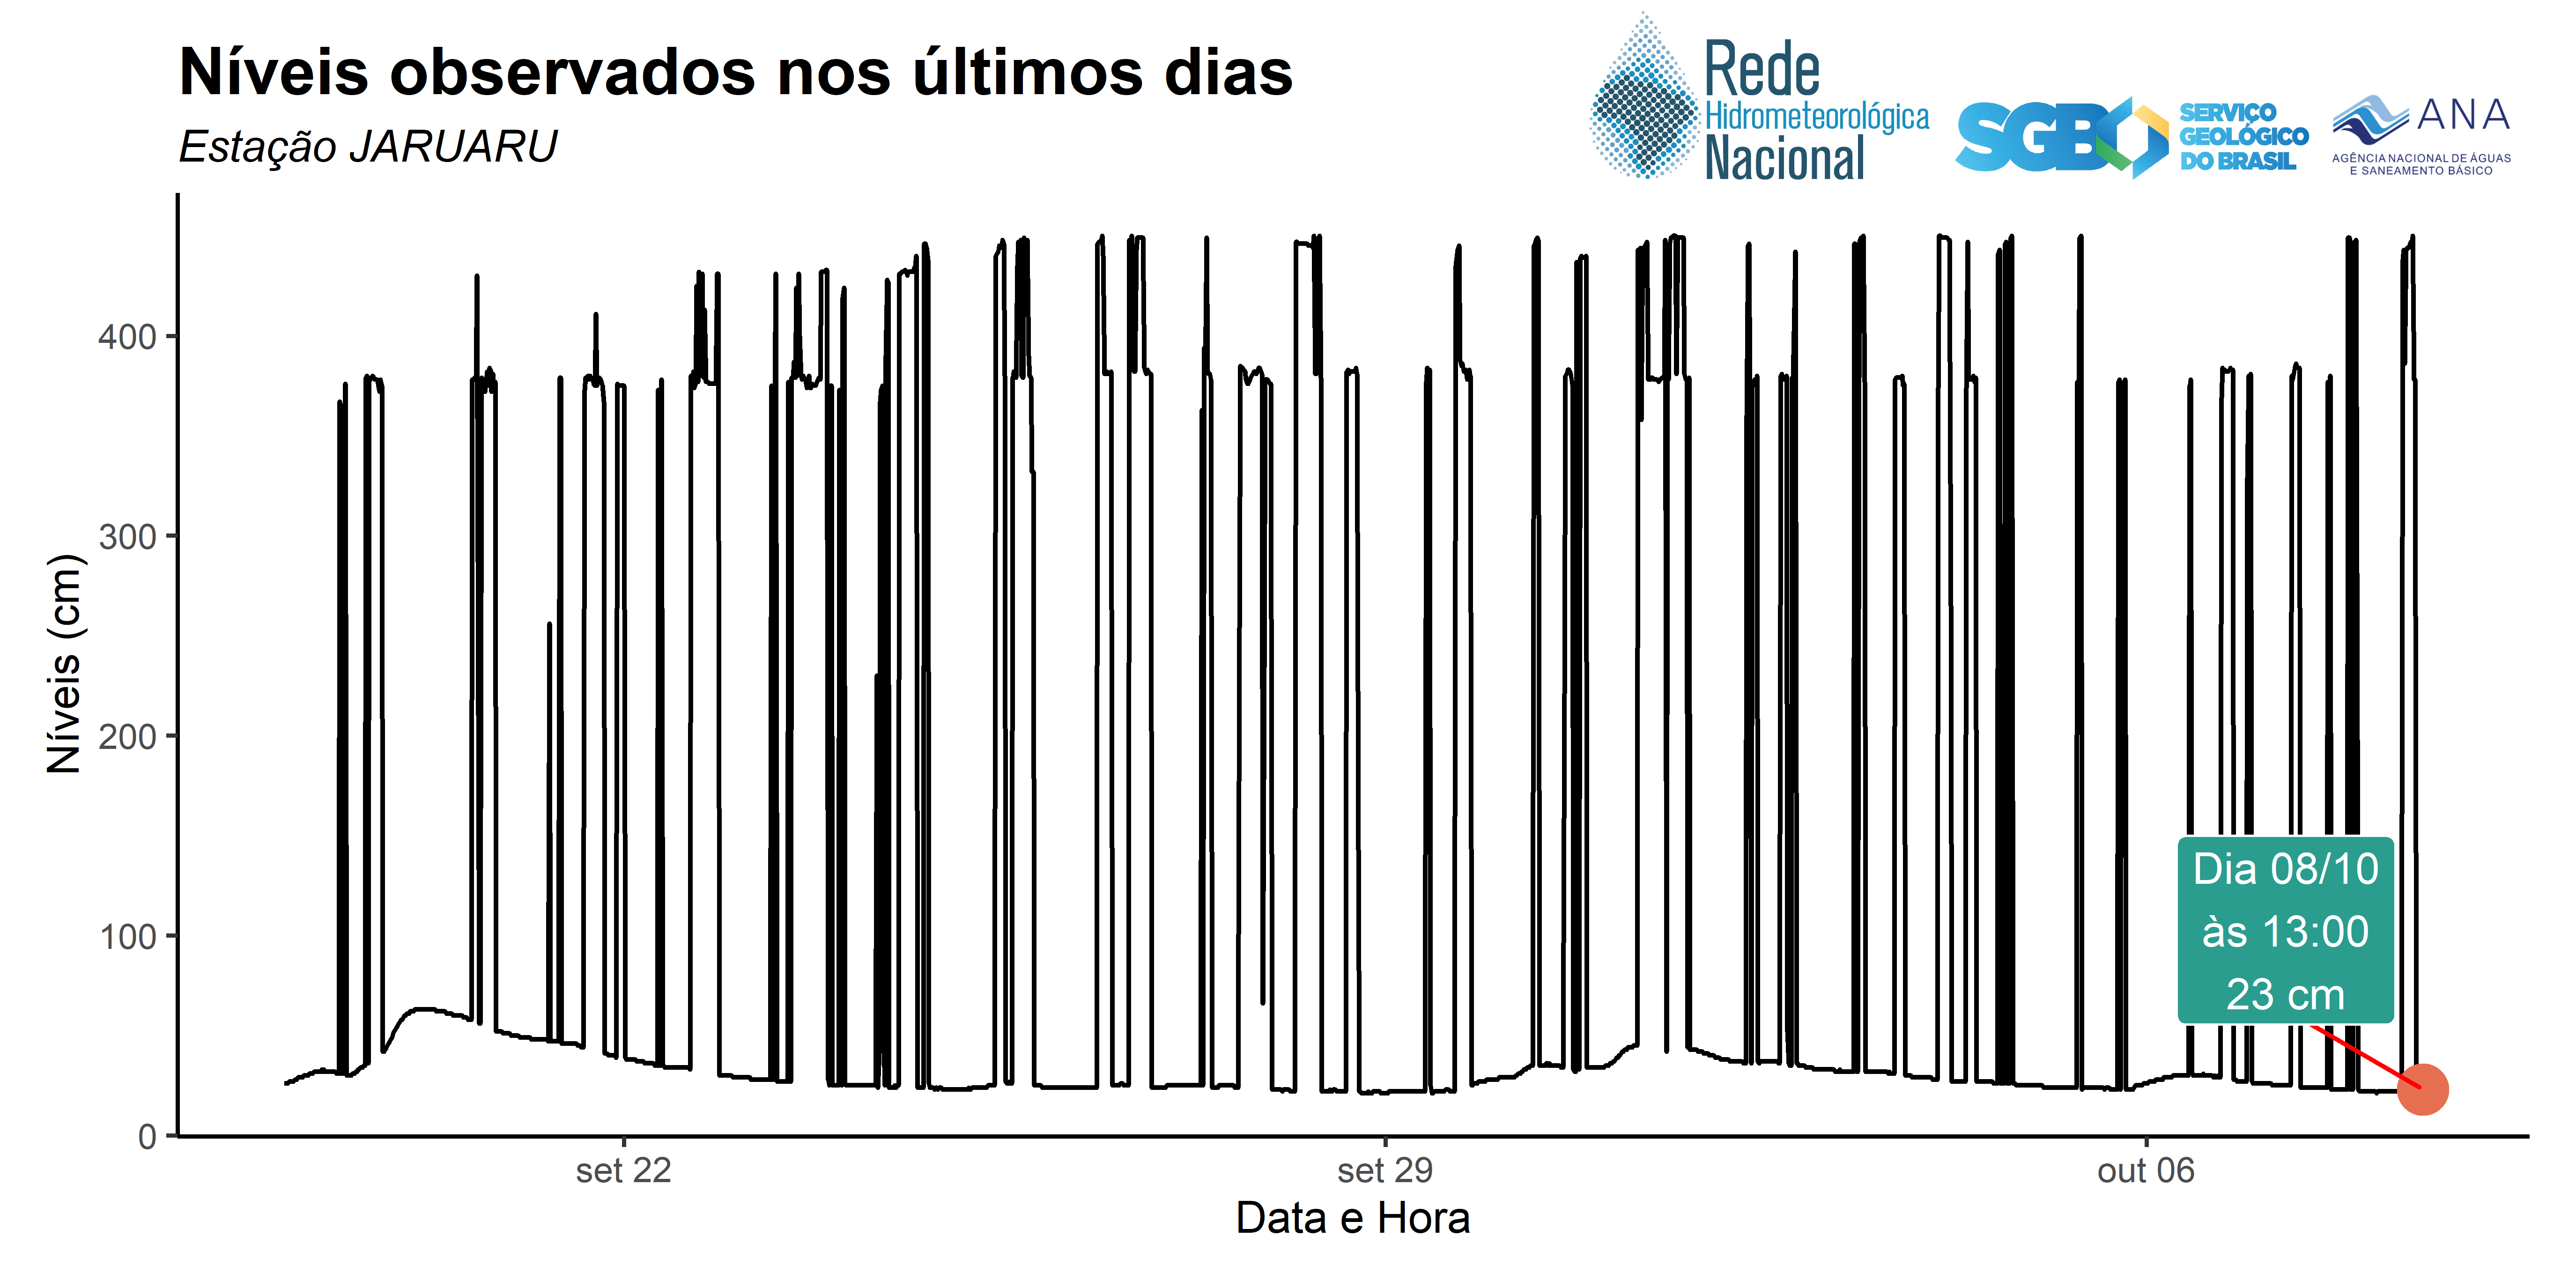 Níveis observados nos últimos dias
Estação JARUARU
Rede
Hidrometeorológica
Nacional
SGB
SERVIÇO
GEOLÓGICO
DO BRASIL
ANA
AGÊNCIA NACIONAL DE ÁGUAS
E SANEAMENTO BÁSICO
Níveis (cm)
400
300
200
100
0
Dia 08/10
às 13:00
23 cm
set 22
set 29
out 06
Data e Hora